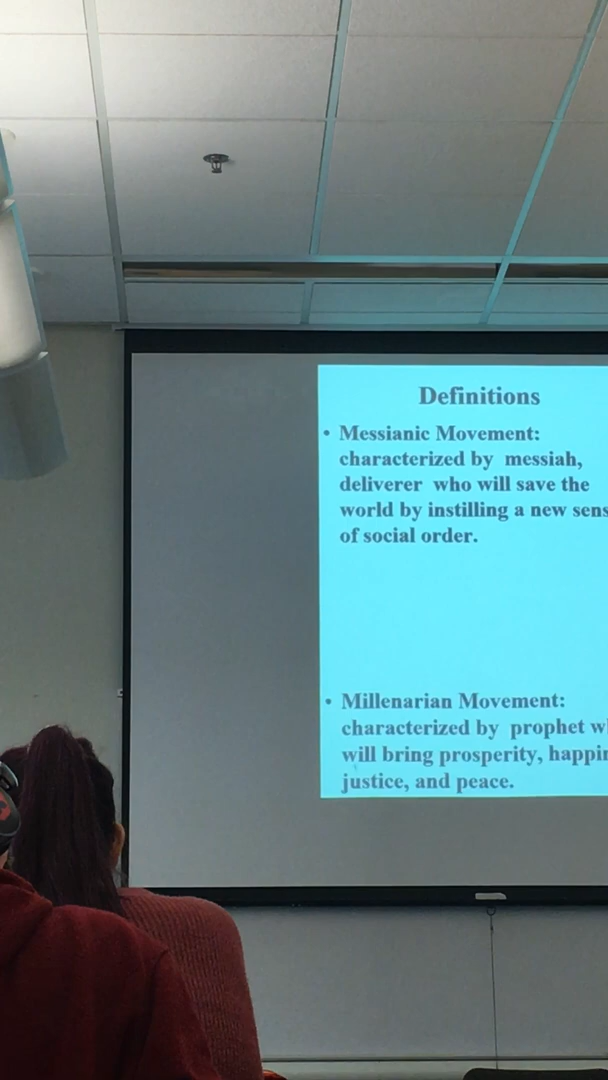 Definitions
• Messianic Movement:
characterized by messiah,
deliverer who will save the
world by instilling a new
of social order.
• Millenarian Movement:
characterized by prophet
will bring prosperity,
justice, and peace.